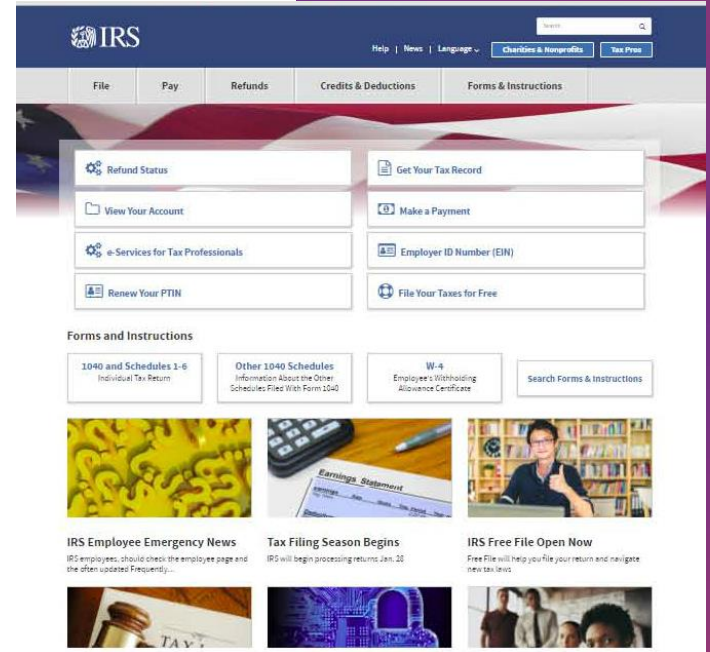 IRS
Search
Help | News | Language
Charities & Nonprofits
Tax Pros
File
Pay
Refunds
Credits & Deductions
Forms & Instructions
Refund Status
Get Your Tax Record
View Your Account
Make a Payment
e-Services for Tax Professionals
Employer ID Number (EIN)
Renew Your PTIN
File Your Taxes for Free
Forms and Instructions
1040 and Schedules 1-6
Individual Tax Return
Other 1040 Schedules
Information About the Other
Schedules Filed With Form 1040
W-4
Employee's Withholding
Allowance Certificate
Search Forms & Instructions
Earnings Statement
earnings
IRS Employee Emergency
News
IRS employees, should check the employee page and
the often updated Frequently...
Tax Filing Season
Begins
IRS will begin processing returns Jan. 28
IRS Free File Open Now
Free File will help you file your return and navigate
new tax laws
TAX